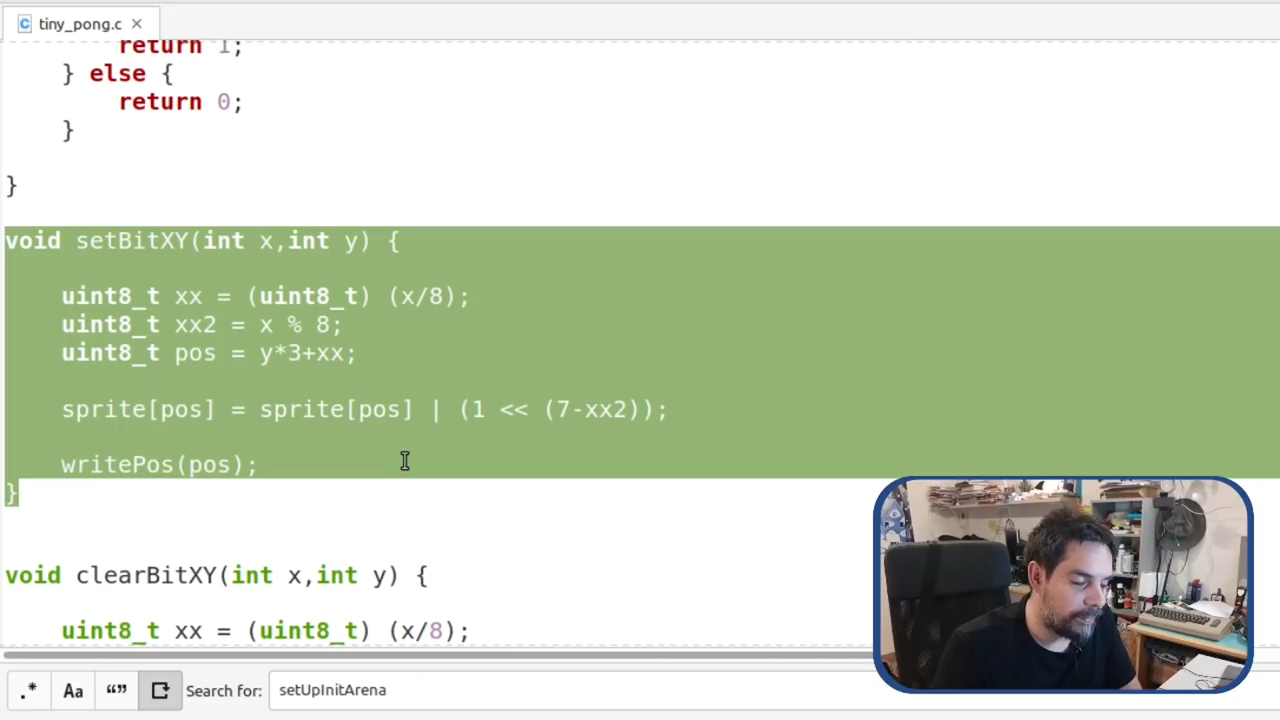 tiny_pong.c
return 1;
} else {
return 0;
}
}
void setBitXY(int x,int y) {
uint8_t xx = (uint8_t) (x/8);
uint8_t xx2 = x % 8;
uint8_t pos = y*3+xx;
sprite[pos] = sprite[pos] | (1 << (7-xx2));
writePos(pos);
}
void clearBitXY(int x,int y) {
uint8_t xx = (uint8_t) (x/8);
.* Aa “” Search for: setUpInitArena